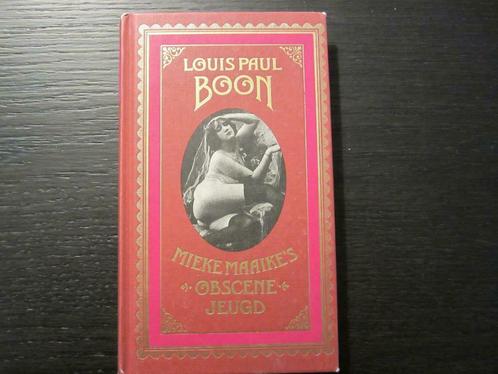 LOUIS PAUL
BOON
MIEKE MAAIKE'S
OBSCENE
JEUGD